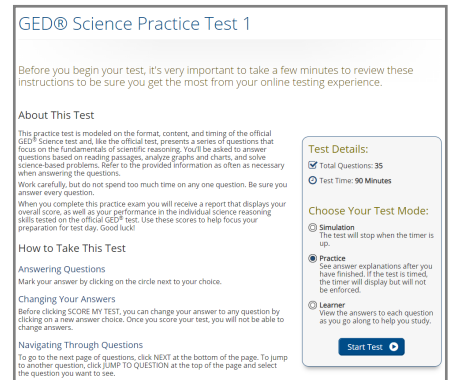 GED® Science Practice Test 1
Before you begin your test, it's very important to take a few minutes to review these
instructions to be sure you get the most from your online testing experience.
About This Test
This practice test is modeled on the format, content, and timing of the official
GED® Science test and, like the official test, presents a series of questions that
focus on the fundamentals of scientific reasoning. You'll be asked to answer
questions based on reading passages, analyze graphs and charts, and solve
science-based problems. Refer to the provided information as often as necessary
when answering the questions.
Work carefully, but do not spend too much time on any one question. Be sure you
answer every question.
When you complete this practice exam you will receive a report that displays your
overall score, as well as your performance in the individual science reasoning
skills tested on the official GED® test. Use these scores to help focus your
preparation for test day. Good luck!
How to Take This Test
Answering Questions
Mark your answer by clicking on the circle next to your choice.
Changing Your Answers
Before clicking SCORE MY TEST, you can change your answer to any question by
clicking on a new answer choice. Once you score your test, you will not be able to
change answers.
Navigating Through Questions
To go to the next page of questions, click NEXT at the bottom of the page. To jump
to another question, click JUMP TO QUESTION at the top of the page and select
the question you want to see.
Test Details:
Total Questions: 35
Test Time: 90 Minutes
Choose Your Test Mode:
Simulation
The test will stop when the timer is
up.
Practice
See answer explanations after you
have finished. If the test is timed,
the timer will display but will not
be enforced.
Learner
View the answers to each question
as you go along to help you study.
Start Test